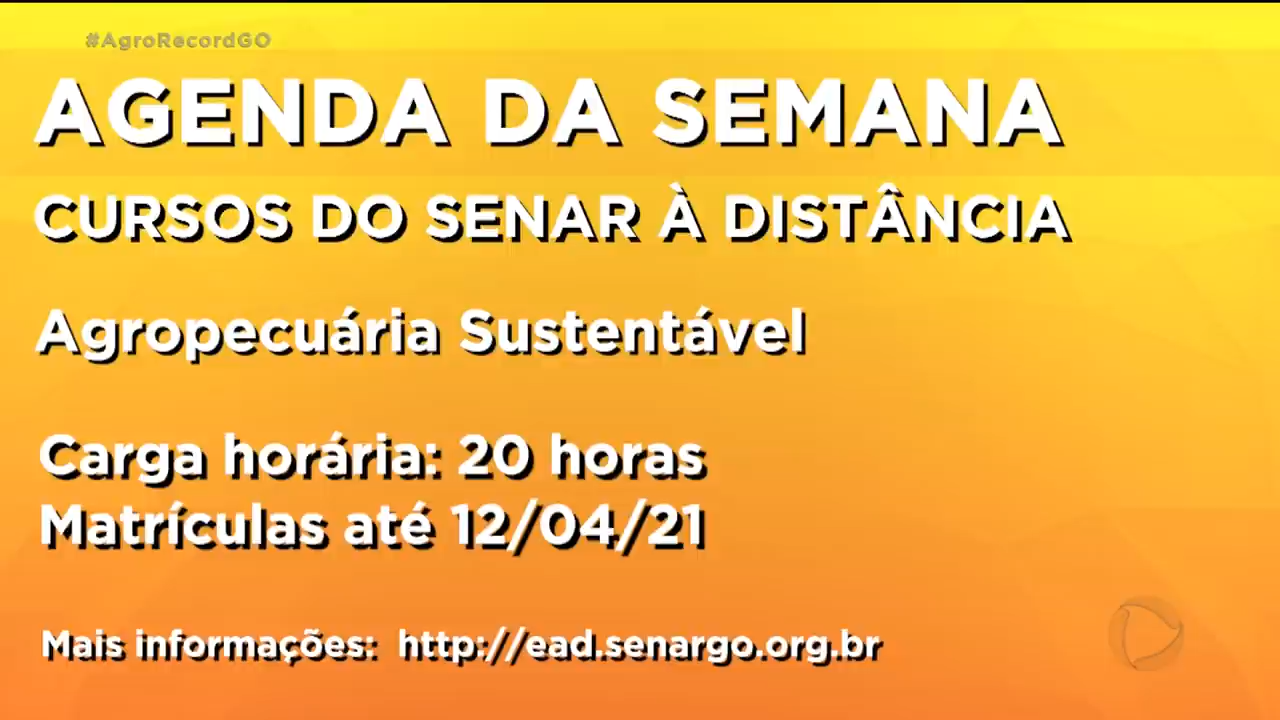 #AgroRecordGO
AGENDA DA SEMANA
CURSOS DO SENAR À DISTÂNCIA
Agropecuária Sustentável
Carga horária: 20 horas
Matrículas até 12/04/21
Mais informações: http://ead.senargo.org.br